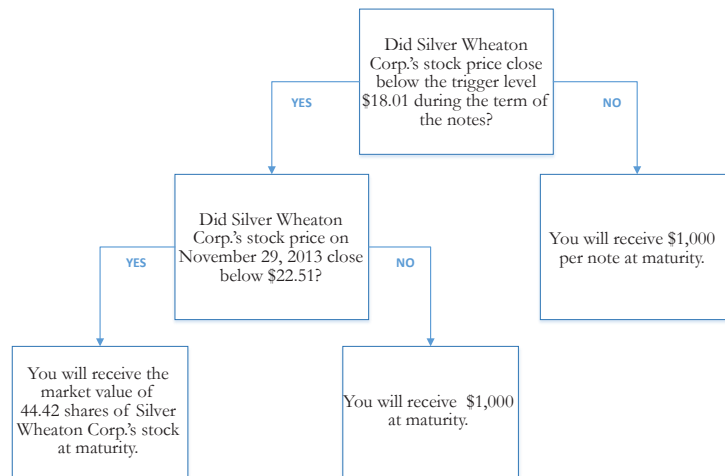 Did Silver Wheaton
Corp.'s stock price close
below the trigger level
$18.01 during the term of
the notes?
YES
NO
Did Silver Wheaton
Corp.'s stock price on
November 29, 2013 close
below $22.51?
You will receive $1,000
per note at maturity.
YES
NO
You will receive the
market value of
44.42 shares of Silver
Wheaton Corp.'s stock
at maturity.
You will receive $1,000
at maturity.